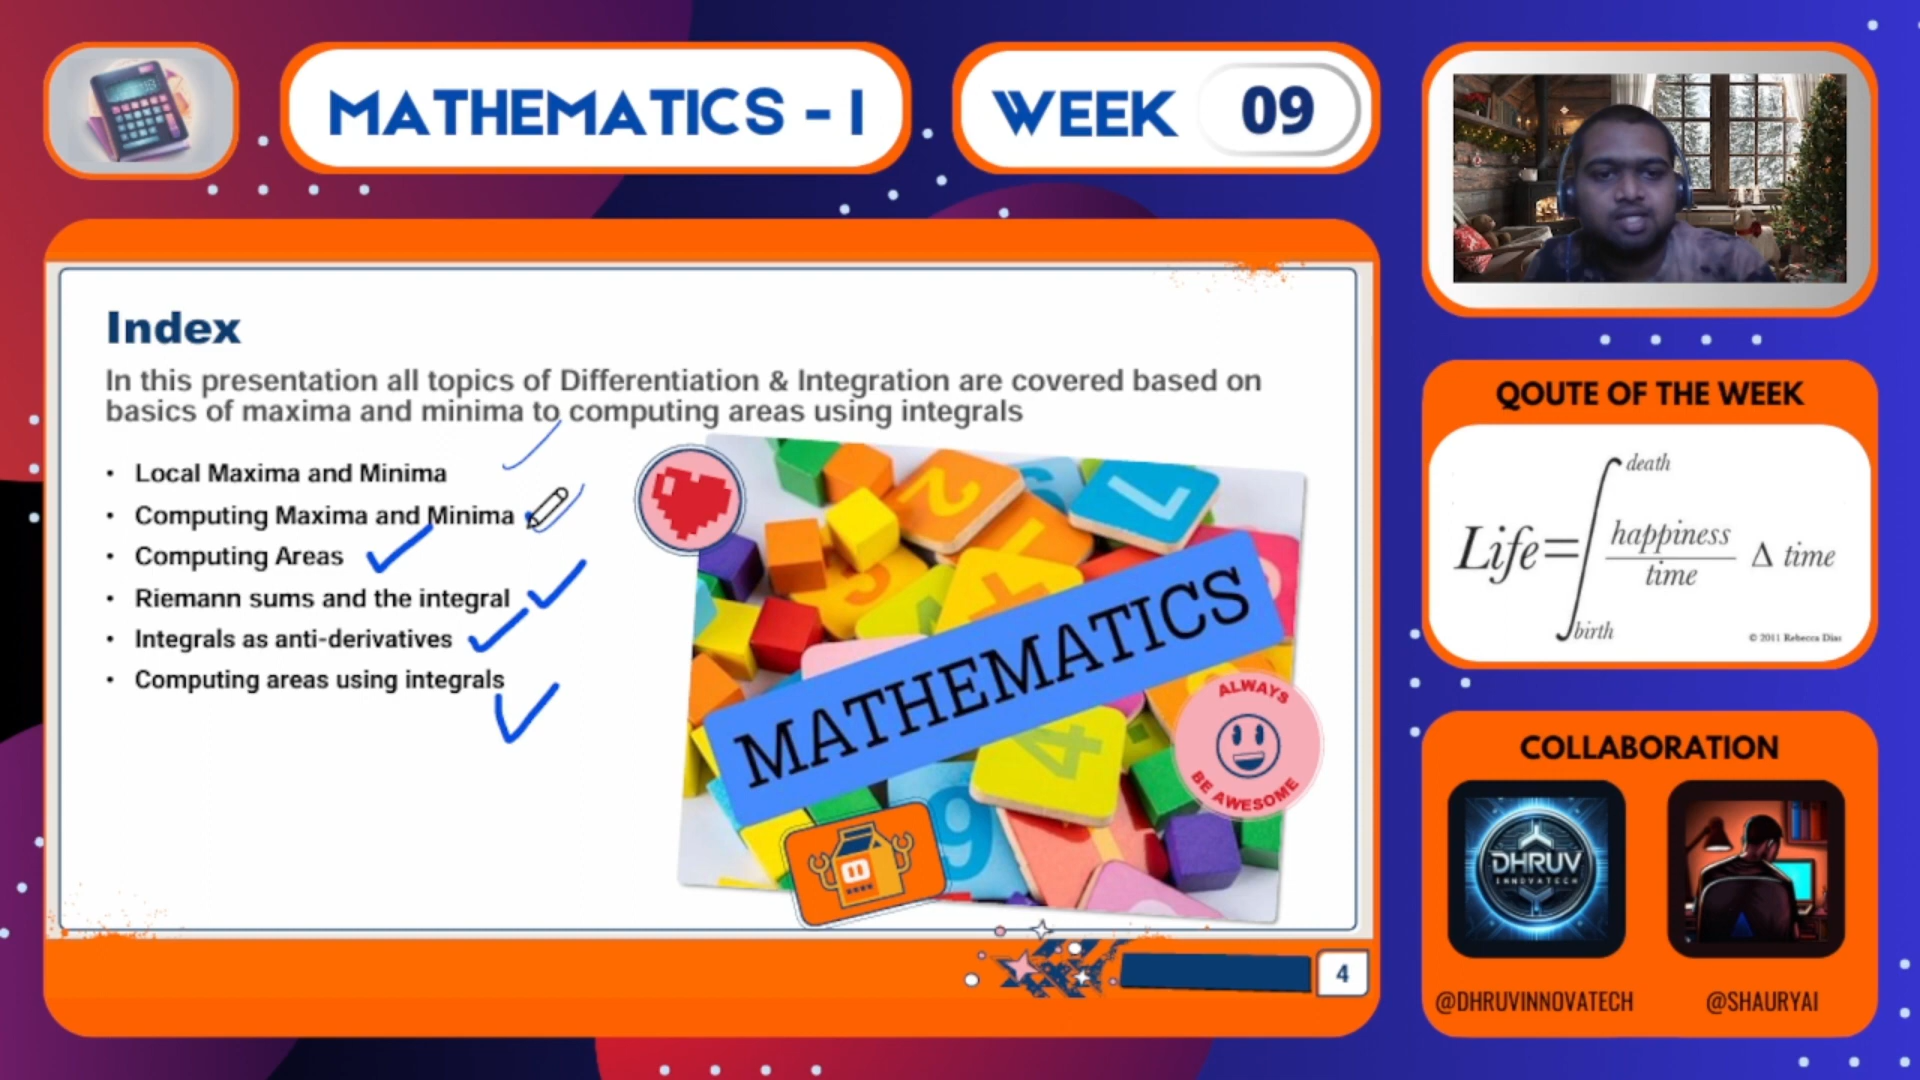 MATHEMATICS - I
WEEK 09
Index
In this presentation all topics of Differentiation & Integration are covered based on
basics of maxima and minima to computing areas using integrals
• Local Maxima and Minima
• Computing Maxima and Minima
• Computing Areas
• Riemann sums and the integral
• Integrals as anti-derivatives
• Computing areas using integrals
MATHEMATICS
ALWAYS
BE AWESOME
4
QOUTE OF THE WEEK
Life=∫
death
happiness
time
Δ time
birth
© 2011 Rebecca Dias
COLLABORATION
DHRUV
INNOVATECH
@DHRUVINNOVATECH
@SHAURYAI